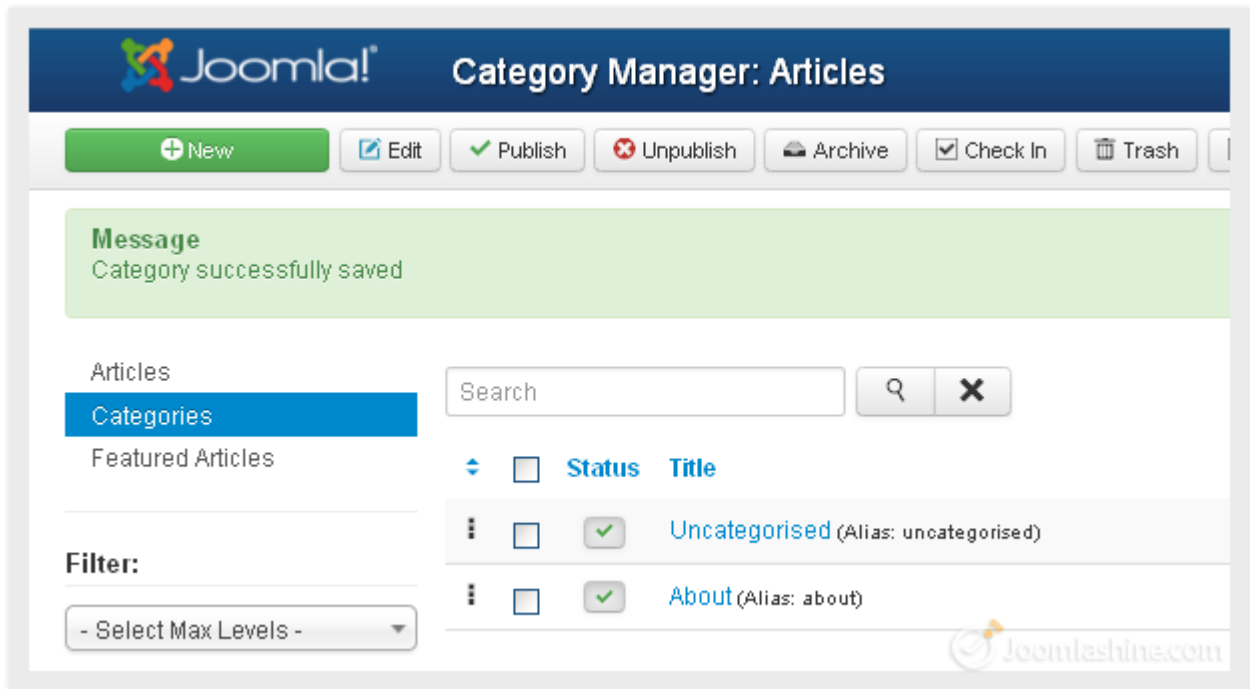 Joomla!® Category Manager: Articles
New Edit Publish Unpublish Archive Check In Trash
Message
Category successfully saved
Articles
Categories
Featured Articles
Filter:
- Select Max Levels -
Search
Status Title
Uncategorised (Alias: uncategorised)
About (Alias: about)
Joomlashine.com